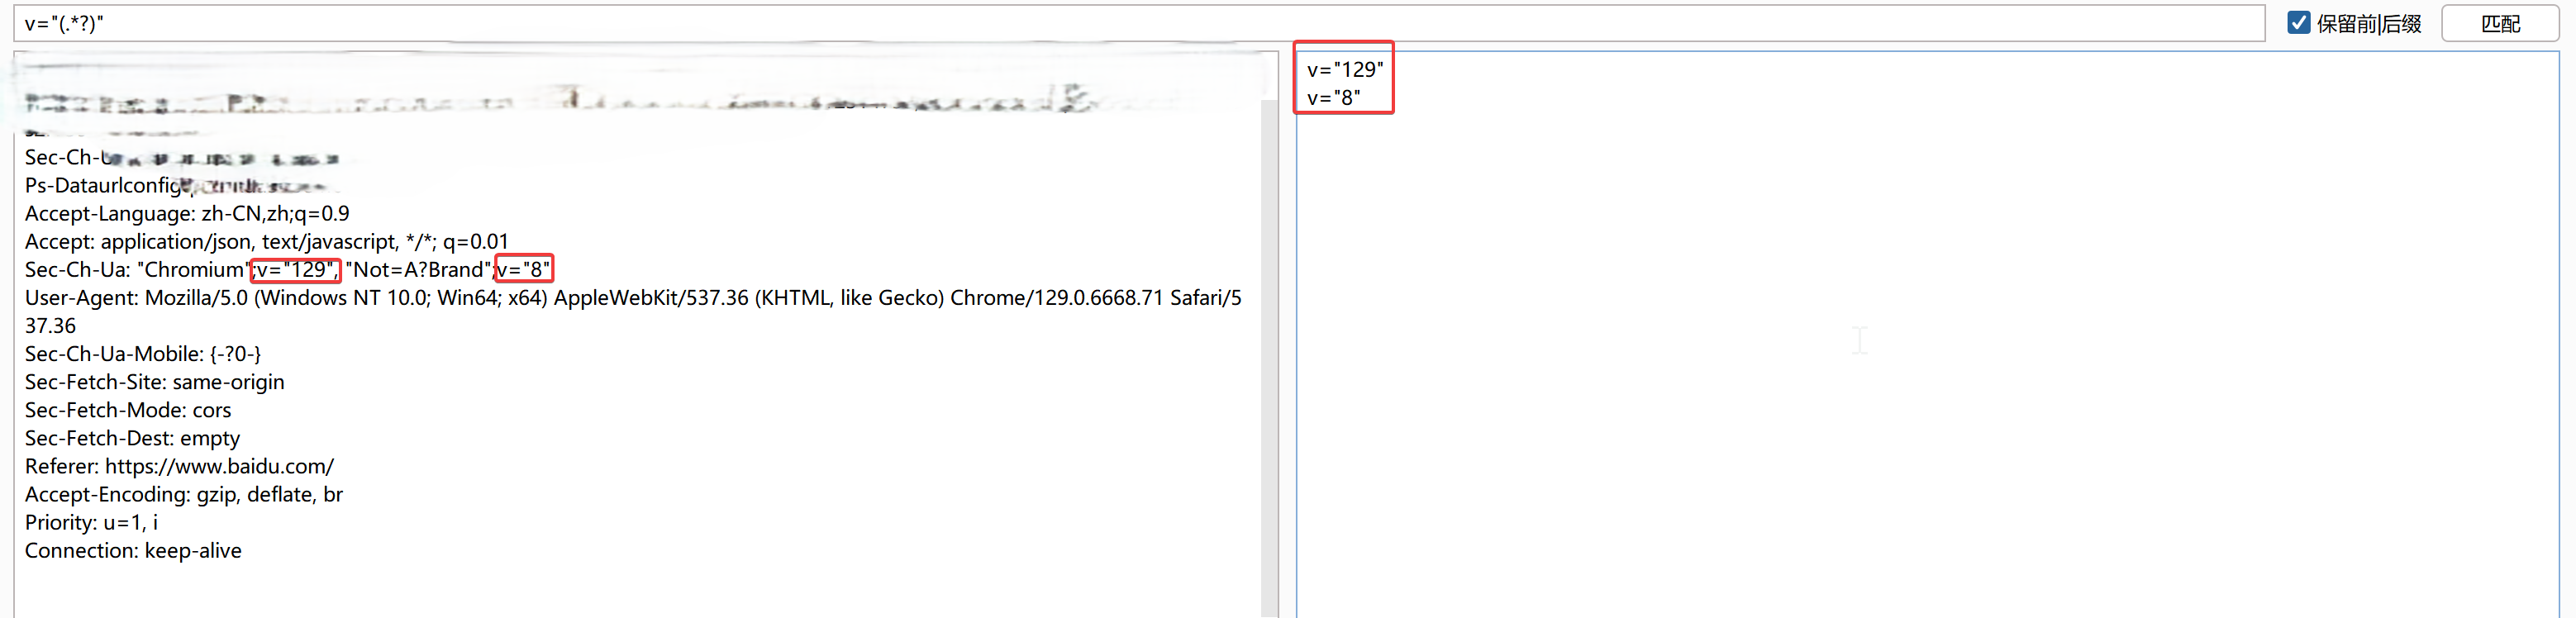 v="(.*?)"
保留前|后缀
匹配
v="129"
v="8"
Sec-Ch-
Ps-Dataurlconfig
Accept-Language: zh-CN,zh;q=0.9
Accept: application/json, text/javascript, */*; q=0.01
Sec-Ch-Ua: "Chromium";v="129", "Not=A?Brand";v="8"
User-Agent: Mozilla/5.0 (Windows NT 10.0; Win64; x64) AppleWebKit/537.36 (KHTML, like Gecko) Chrome/129.0.6668.71 Safari/5
37.36
Sec-Ch-Ua-Mobile: {-?0-}
Sec-Fetch-Site: same-origin
Sec-Fetch-Mode: cors
Sec-Fetch-Dest: empty
Referer: https://www.baidu.com/
Accept-Encoding: gzip, deflate, br
Priority: u=1, i
Connection: keep-alive